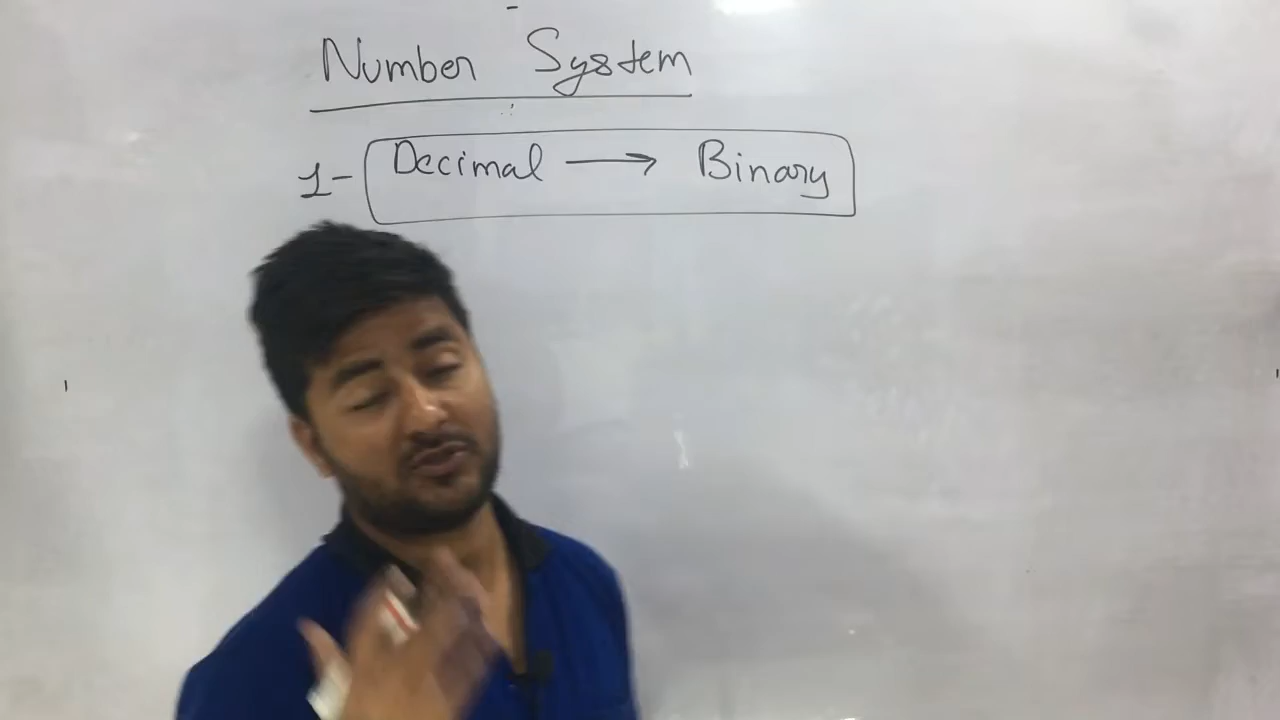 Number System
1- Decimal → Binary